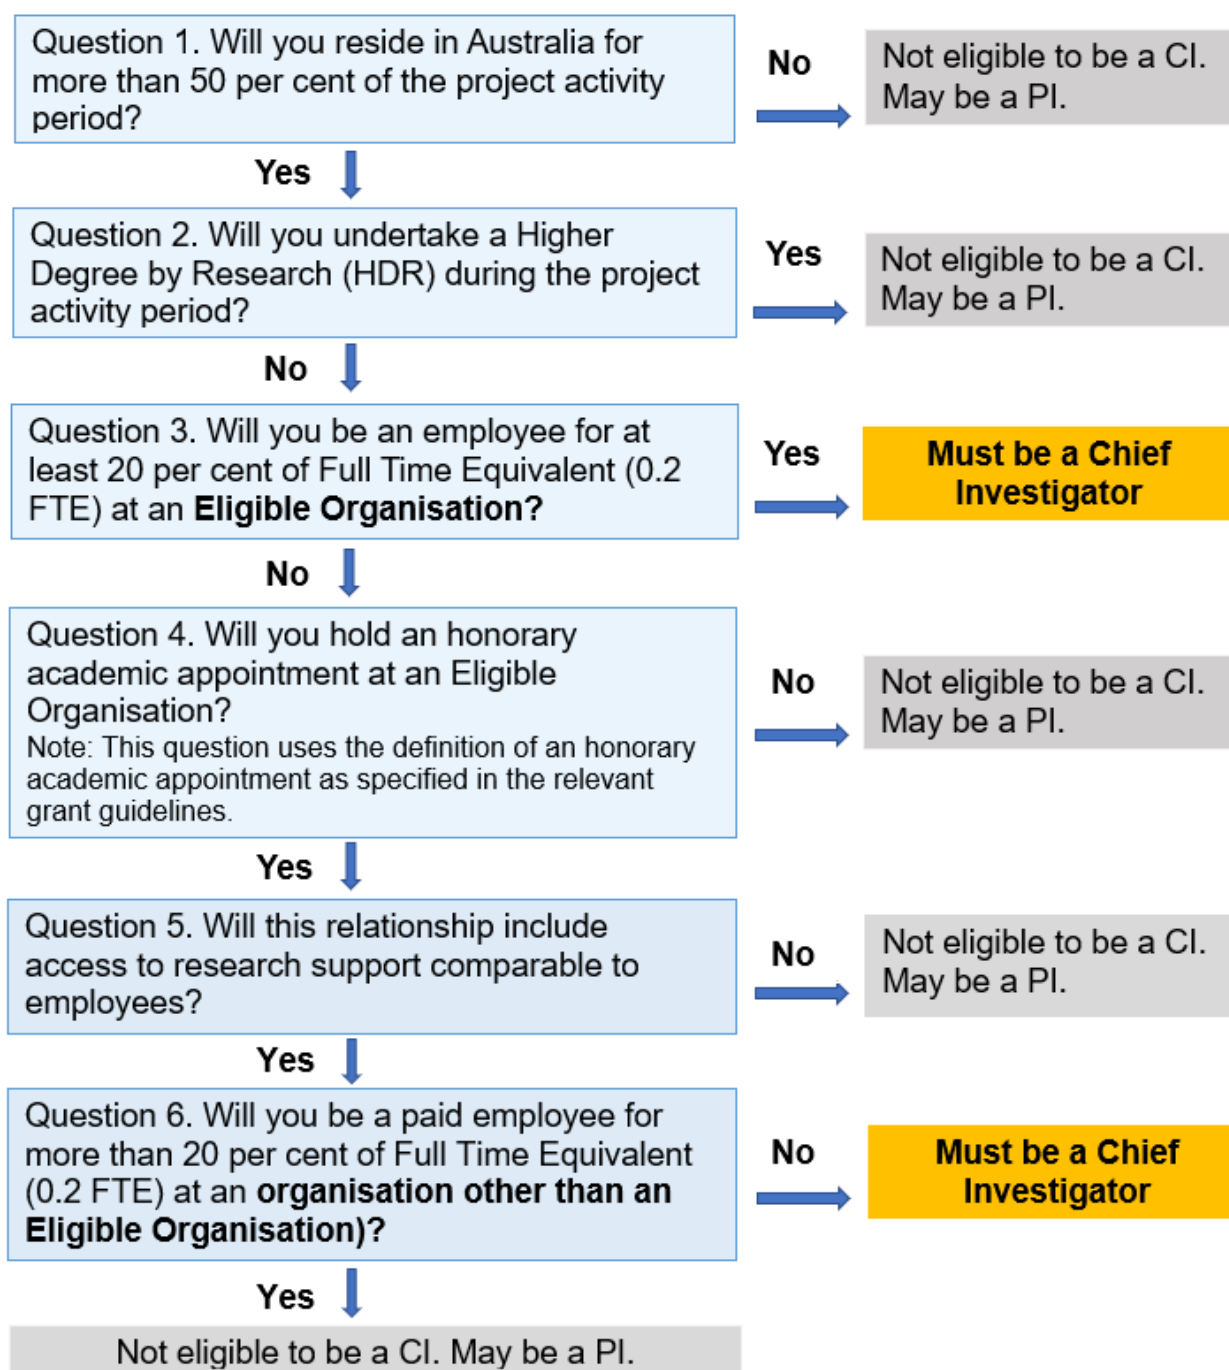 Question 1. Will you reside in Australia for
more than 50 per cent of the project activity
period?
No
Not eligible to be a CI.
May be a PI.
Yes
Question 2. Will you undertake a Higher
Degree by Research (HDR) during the project
activity period?
Yes
Not eligible to be a CI.
May be a PI.
No
Question 3. Will you be an employee for at
least 20 per cent of Full Time Equivalent (0.2
FTE) at an Eligible Organisation?
Yes
Must be a Chief
Investigator
No
Question 4. Will you hold an honorary
academic appointment at an Eligible
Organisation?
Note: This question uses the definition of an honorary
academic appointment as specified in the relevant
grant guidelines.
No
Not eligible to be a CI.
May be a PI.
Yes
Question 5. Will this relationship include
access to research support comparable to
employees?
No
Not eligible to be a CI.
May be a PI.
Yes
Question 6. Will you be a paid employee for
more than 20 per cent of Full Time Equivalent
(0.2 FTE) at an organisation other than an
Eligible Organisation)?
No
Must be a Chief
Investigator
Yes
Not eligible to be a CI. May be a PI.